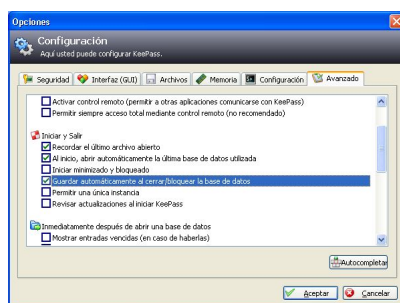 Opciones
Configuración
Aquí usted puede configurar KeePass.
Seguridad Interfaz (GUI) Archivos Memoria Configuración Avanzado
Activar control remoto (permitir a otras aplicaciones comunicarse con KeePass)
Permitir siempre acceso total mediante control remoto (no recomendado)
Iniciar y Salir
Recordar el último archivo abierto
Al inicio, abrir automáticamente la última base de datos utilizada
Iniciar minimizado y bloqueado
Guardar automáticamente al cerrar/bloquear la base de datos
Permitir una única instancia
Revisar actualizaciones al iniciar KeePass
Inmediatamente después de abrir una base de datos
Mostrar entradas vencidas (en caso de haberlas)
Autocompletar
Aceptar Cancelar